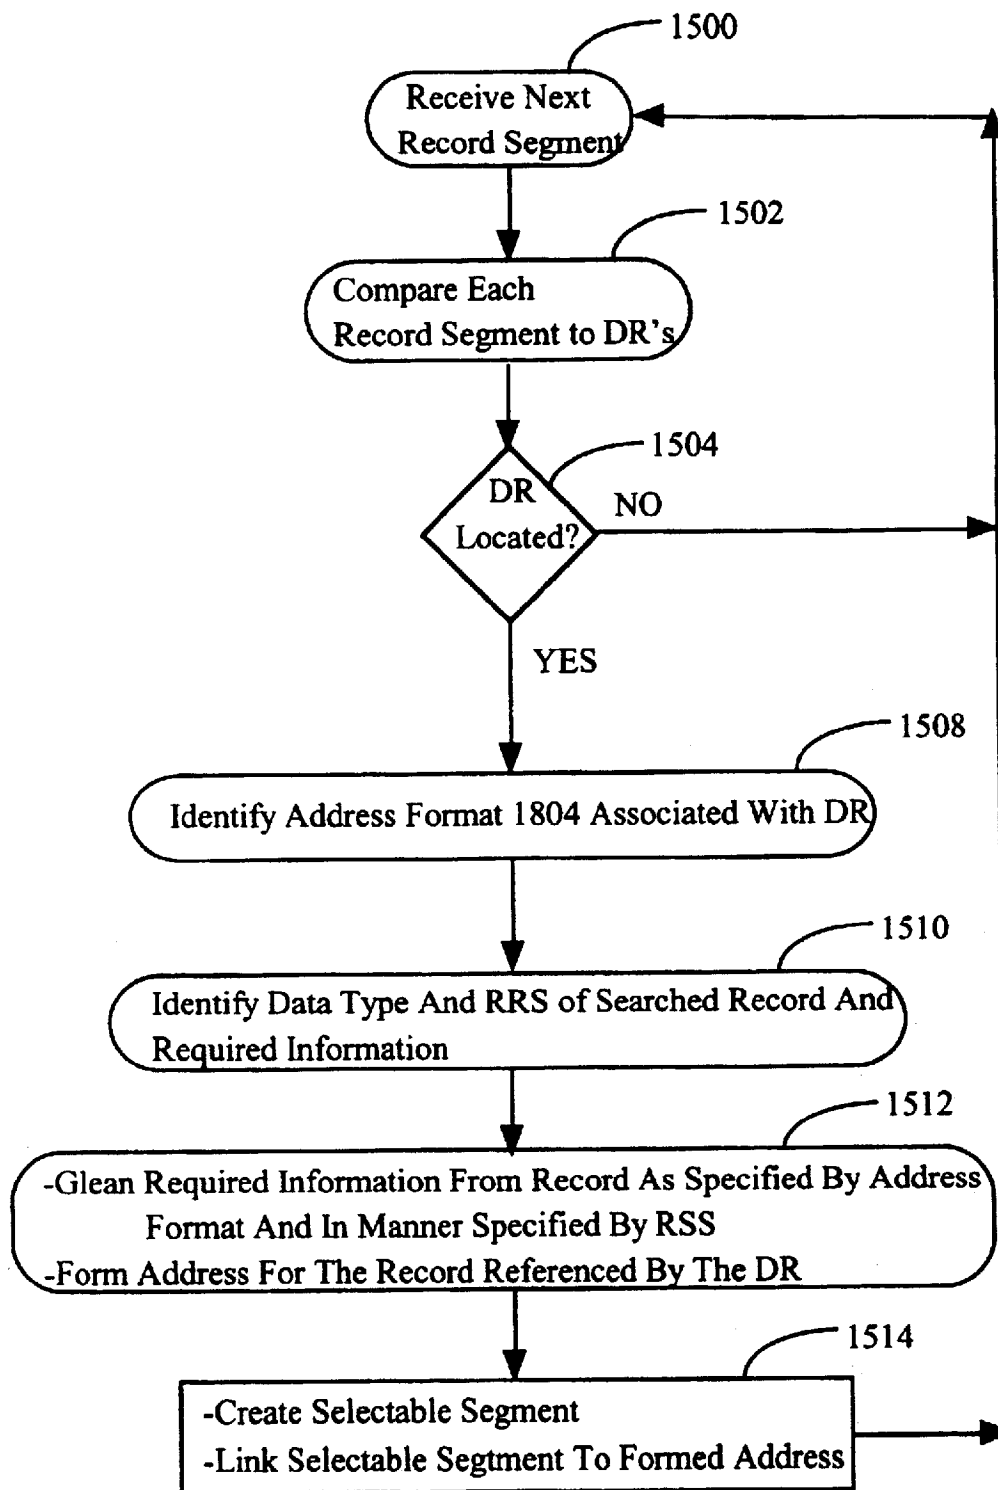 1500
Receive Next
Record Segment
1502
Compare Each
Record Segment to DR's
1504
DR
Located?
NO
YES
1508
Identify Address Format 1804 Associated With DR
1510
Identify Data Type And RRS of Searched Record And
Required Information
1512
-Glean Required Information From Record As Specified By Address
Format And In Manner Specified By RSS
-Form Address For The Record Referenced By The DR
1514
-Create Selectable Segment
-Link Selectable Segtment To Formed Address